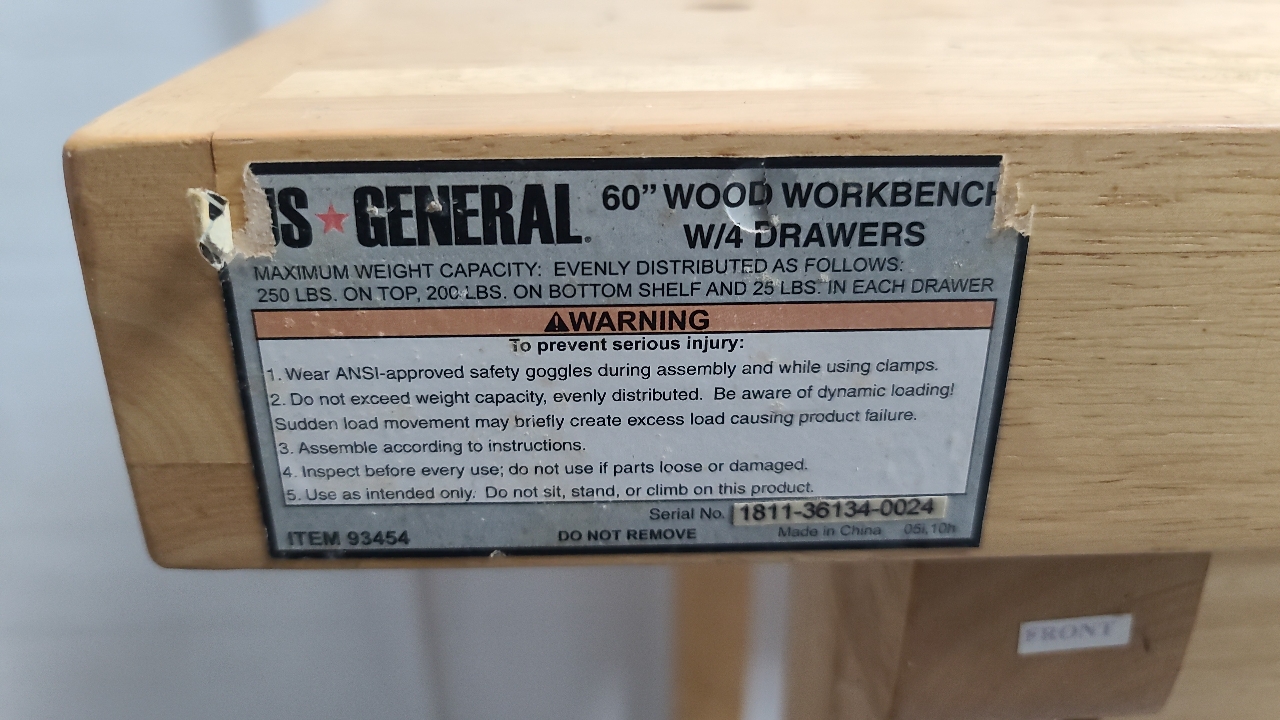 US GENERAL.
60” WOOD WORKBENCH
W/4 DRAWERS
MAXIMUM WEIGHT CAPACITY: EVENLY DISTRIBUTED AS FOLLOWS:
250 LBS. ON TOP, 200 LBS. ON BOTTOM SHELF AND 25 LBS. IN EACH DRAWER
⚠WARNING
To prevent serious injury:
1. Wear ANSI-approved safety goggles during assembly and while using clamps.
2. Do not exceed weight capacity, evenly distributed. Be aware of dynamic loading!
Sudden load movement may briefly create excess load causing product failure.
3. Assemble according to instructions.
4. Inspect before every use; do not use if parts loose or damaged.
5. Use as intended only. Do not sit, stand, or climb on this product.
Serial No. 1811-36134-0024
ITEM 93454 DO NOT REMOVE Made in China 05i, 10h
FRONT